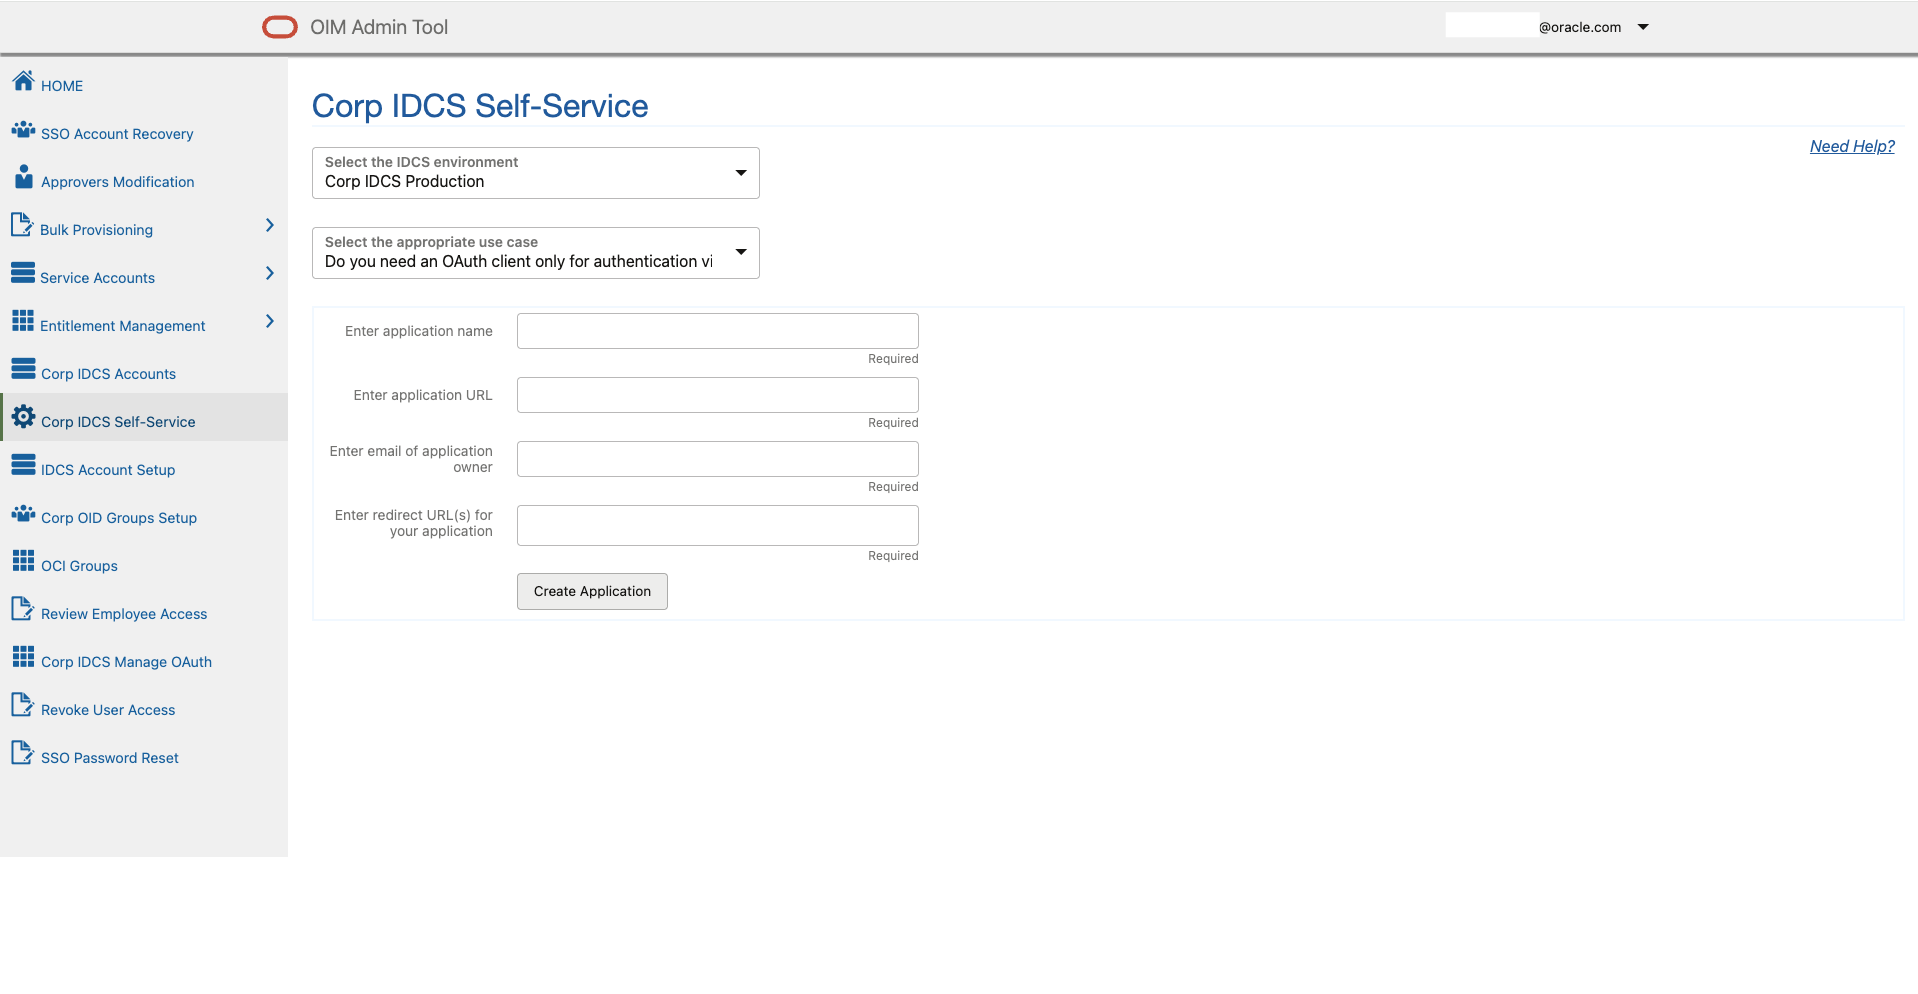 OIM Admin Tool
@oracle.com
HOME
SSO Account Recovery
Approvers Modification
Bulk Provisioning
Service Accounts
Entitlement Management
Corp IDCS Accounts
Corp IDCS Self-Service
IDCS Account Setup
Corp OID Groups Setup
OCI Groups
Review Employee Access
Corp IDCS Manage OAuth
Revoke User Access
SSO Password Reset
Corp IDCS Self-Service
Need Help?
Select the IDCS environment
Corp IDCS Production
Select the appropriate use case
Do you need an OAuth client only for authentication vi
Enter application name
Required
Enter application URL
Required
Enter email of application
owner
Required
Enter redirect URL(s) for
your application
Required
Create Application